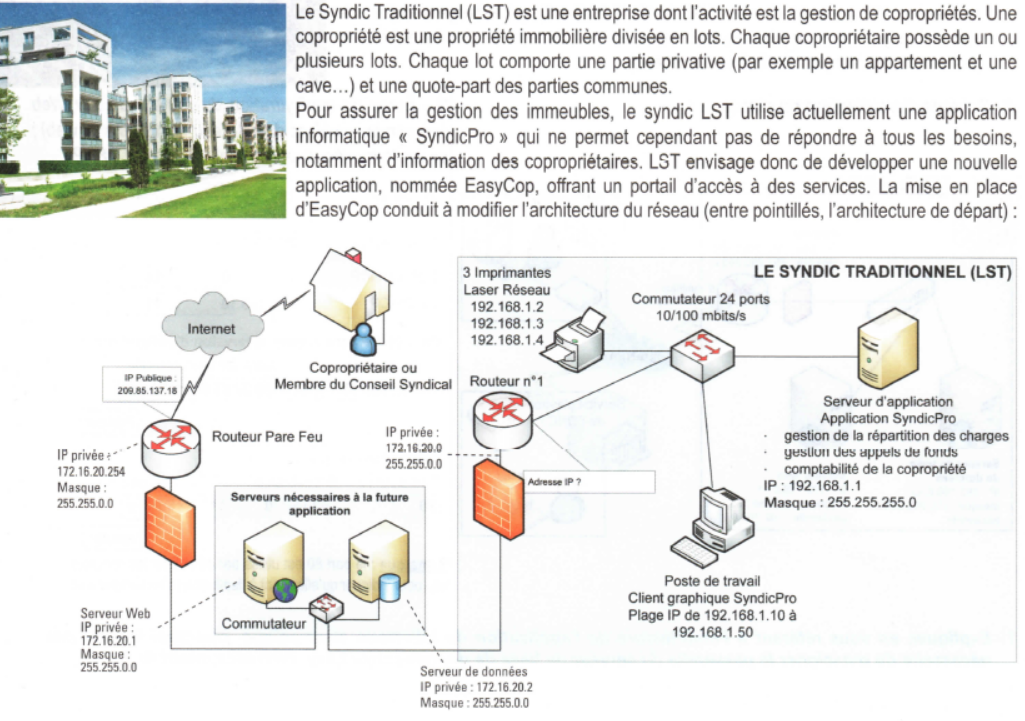 Le Syndic Traditionnel (LST) est une entreprise dont l'activité est la gestion de copropriétés. Une
copropriété est une propriété immobilière divisée en lots. Chaque copropriétaire possède un ou
plusieurs lots. Chaque lot comporte une partie privative (par exemple un appartement et une
cave…) et une quote-part des parties communes.
Pour assurer la gestion des immeubles, le syndic LST utilise actuellement une application
informatique « SyndicPro » qui ne permet cependant pas de répondre à tous les besoins,
notamment d'information des copropriétaires. LST envisage donc de développer une nouvelle
application, nommée EasyCop, offrant un portail d'accès à des services. La mise en place
d'EasyCop conduit à modifier l'architecture du réseau (entre pointillés, l'architecture de départ) :
Internet
Copropriétaire ou
Membre du Conseil Syndical
IP Publique :
209.85.137.18
Routeur Pare Feu
IP privée :
172.16.20.254
Masque :
255.255.0.0
Serveurs nécessaires à la future
application
Commutateur
Serveur Web
IP privée :
172.16.20.1
Masque :
255.255.0.0
Serveur de données
IP privée : 172.16.20.2
Masque : 255.255.0.0
LE SYNDIC TRADITIONNEL (LST)
3 Imprimantes
Laser Réseau
192.168.1.2
192.168.1.3
192.168.1.4
Commutateur 24 ports
10/100 mbits/s
Routeur n°1
IP privée :
172.16.20.0
255.255.0.0
Adresse IP ?
Serveur d'application
Application SyndicPro
· gestion de la répartition des charges
· gestion des appels de fonds
· comptabilité de la copropriété
IP : 192.168.1.1
Masque : 255.255.255.0
Poste de travail
Client graphique SyndicPro
Plage IP de 192.168.1.10 à
192.168.1.50